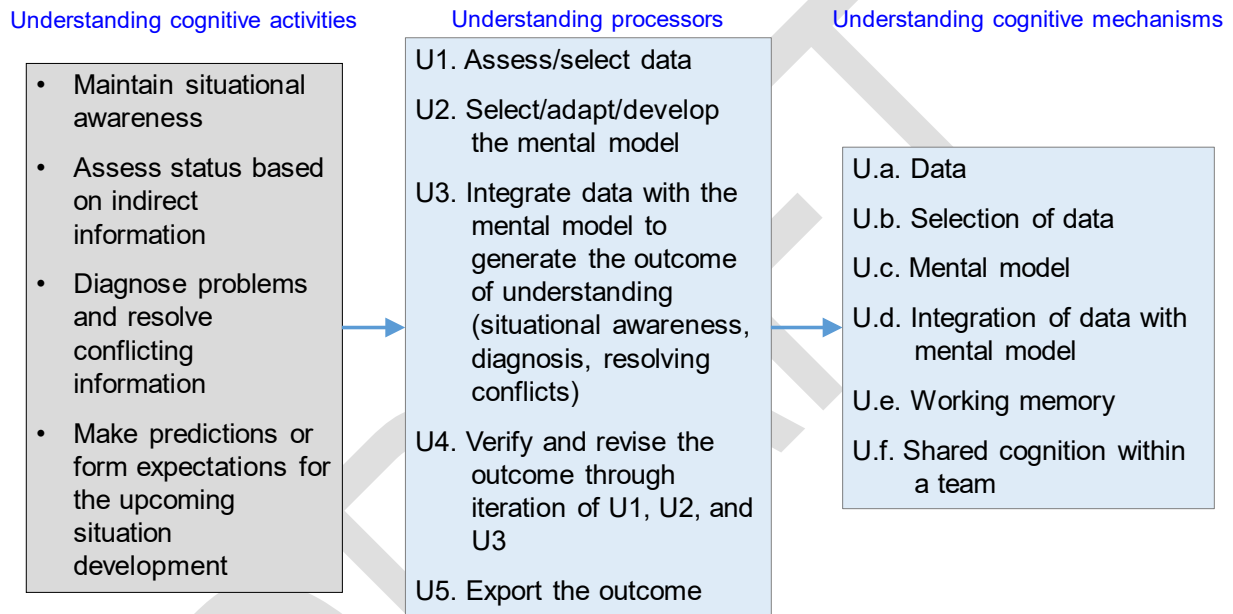 Understanding cognitive activities
• Maintain situational
awareness
• Assess status based
on indirect
information
• Diagnose problems
and resolve
conflicting
information
• Make predictions or
form expectations for
the upcoming
situation
development
Understanding processors
U1. Assess/select data
U2. Select/adapt/develop
the mental model
U3. Integrate data with the
mental model to
generate the outcome
of understanding
(situational awareness,
diagnosis, resolving
conflicts)
U4. Verify and revise the
outcome through
iteration of U1, U2, and
U3
U5. Export the outcome
Understanding cognitive mechanisms
U.a. Data
U.b. Selection of data
U.c. Mental model
U.d. Integration of data with
mental model
U.e. Working memory
U.f. Shared cognition within
a team